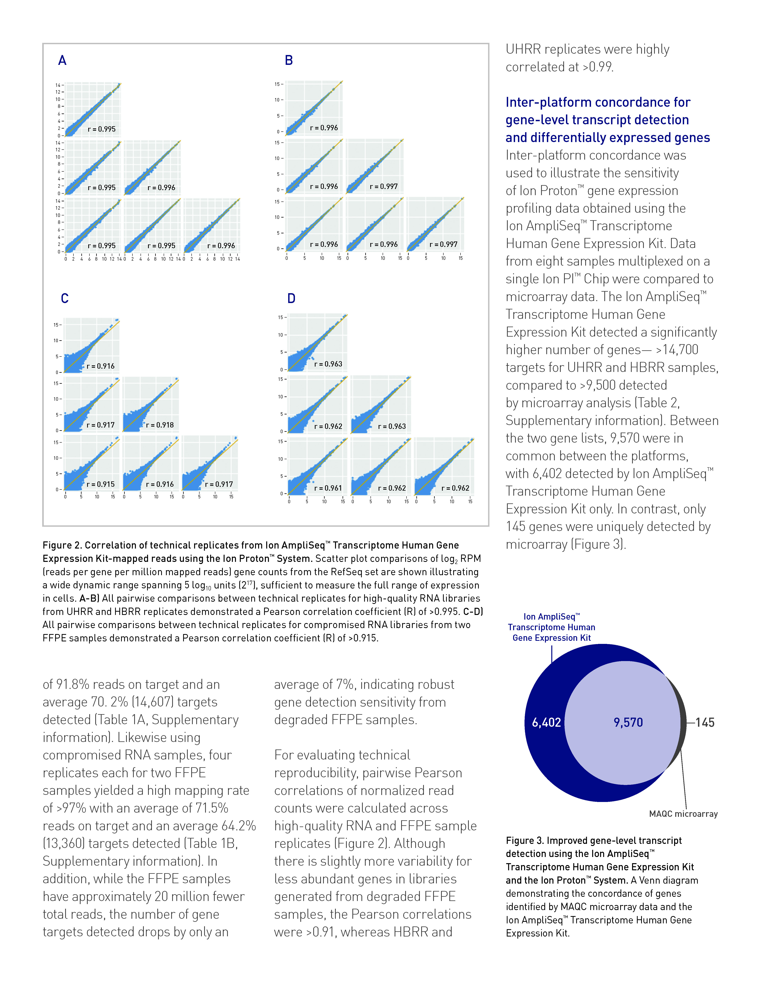 A
14
12
10
8
6
4
2
0
r = 0.995
14
12
10
8
6
4
2
0
r = 0.995
r = 0.996
14
12
10
8
6
4
2
0
r = 0.995
r = 0.995
r = 0.996
0 2 4 6 8 10 12 14 0 2 4 6 8 10 12 14 0 2 4 6 8 10 12 14
B
15
10
5
0
r = 0.996
15
10
5
0
r = 0.996
r = 0.997
15
10
5
0
r = 0.996
r = 0.996
r = 0.997
0 5 10 15 0 5 10 15 0 5 10 15
C
15
10
5
0
r = 0.916
15
10
5
0
r = 0.917
r = 0.918
15
10
5
0
r = 0.915
r = 0.916
r = 0.917
0 5 10 15 0 5 10 15 0 5 10 15
D
15
10
5
0
r = 0.963
15
10
5
0
r = 0.962
r = 0.963
15
10
5
0
r = 0.961
r = 0.962
r = 0.962
0 5 10 15 0 5 10 15 0 5 10 15
Figure 2. Correlation of technical replicates from Ion AmpliSeq™ Transcriptome Human Gene
Expression Kit-mapped reads using the Ion Proton™ System. Scatter plot comparisons of log₂ RPM
(reads per gene per million mapped reads) gene counts from the RefSeq set are shown illustrating
a wide dynamic range spanning 5 log₁₀ units (2¹⁷), sufficient to measure the full range of expression
in cells. A-B) All pairwise comparisons between technical replicates for high-quality RNA libraries
from UHRR and HBRR replicates demonstrated a Pearson correlation coefficient (R) of >0.995. C-D)
All pairwise comparisons between technical replicates for compromised RNA libraries from two
FFPE samples demonstrated a Pearson correlation coefficient (R) of >0.915.
of 91.8% reads on target and an
average 70. 2% (14,607) targets
detected (Table 1A, Supplementary
information). Likewise using
compromised RNA samples, four
replicates each for two FFPE
samples yielded a high mapping rate
of >97% with an average of 71.5%
reads on target and an average 64.2%
(13,360) targets detected (Table 1B,
Supplementary information). In
addition, while the FFPE samples
have approximately 20 million fewer
total reads, the number of gene
targets detected drops by only an
average of 7%, indicating robust
gene detection sensitivity from
degraded FFPE samples.
For evaluating technical
reproducibility, pairwise Pearson
correlations of normalized read
counts were calculated across
high-quality RNA and FFPE sample
replicates (Figure 2). Although
there is slightly more variability for
less abundant genes in libraries
generated from degraded FFPE
samples, the Pearson correlations
were >0.91, whereas HBRR and
UHRR replicates were highly
correlated at >0.99.
Inter-platform concordance for
gene-level transcript detection
and differentially expressed genes
Inter-platform concordance was
used to illustrate the sensitivity
of Ion Proton™ gene expression
profiling data obtained using the
Ion AmpliSeq™ Transcriptome
Human Gene Expression Kit. Data
from eight samples multiplexed on a
single Ion PI™ Chip were compared to
microarray data. The Ion AmpliSeq™
Transcriptome Human Gene
Expression Kit detected a significantly
higher number of genes— >14,700
targets for UHRR and HBRR samples,
compared to >9,500 detected
by microarray analysis (Table 2,
Supplementary information). Between
the two gene lists, 9,570 were in
common between the platforms,
with 6,402 detected by Ion AmpliSeq™
Transcriptome Human Gene
Expression Kit only. In contrast, only
145 genes were uniquely detected by
microarray (Figure 3).
Ion AmpliSeq™
Transcriptome Human
Gene Expression Kit
6,402
9,570
145
MAQC microarray
Figure 3. Improved gene-level transcript
detection using the Ion AmpliSeq™
Transcriptome Human Gene Expression Kit
and the Ion Proton™ System. A Venn diagram
demonstrating the concordance of genes
identified by MAQC microarray data and the
Ion AmpliSeq™ Transcriptome Human Gene
Expression Kit.